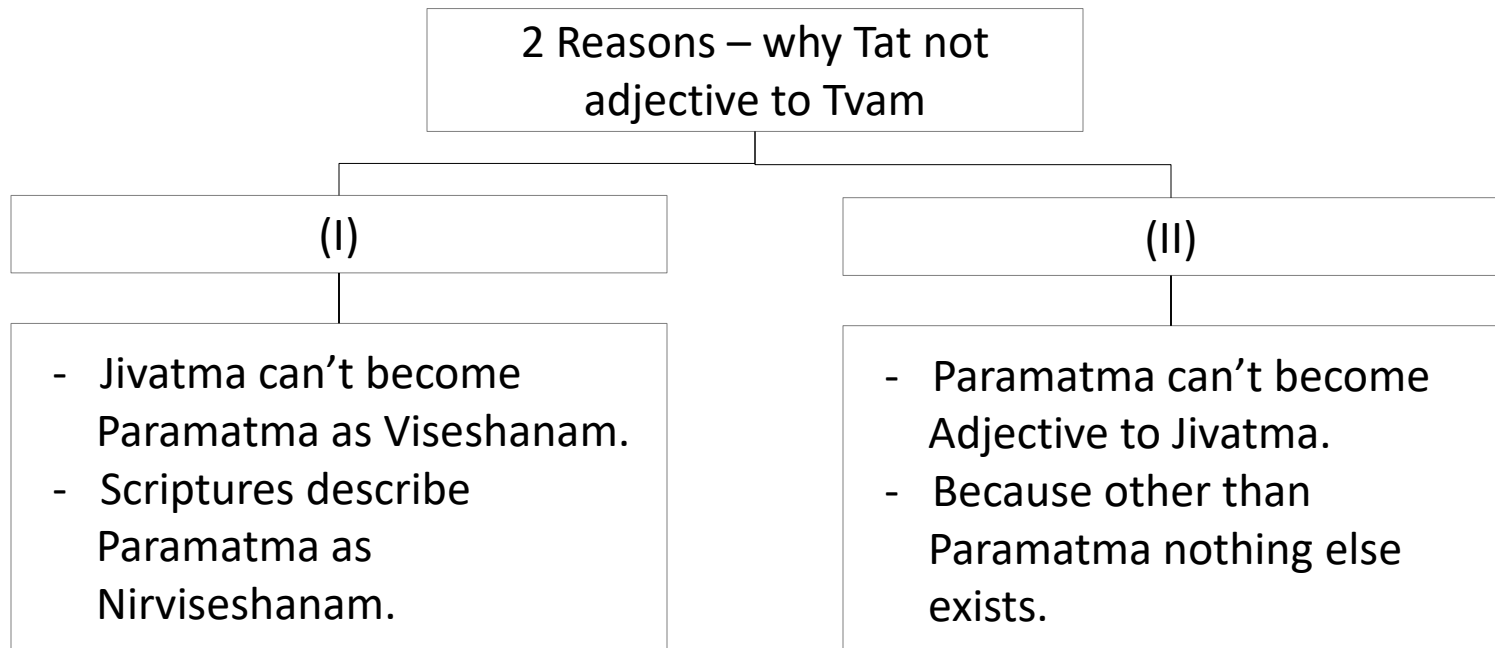 2 Reasons – why Tat not
adjective to Tvam
(I)
(II)
- Jivatma can’t become
Paramatma as Viseshanam.
- Scriptures describe
Paramatma as
Nirviseshanam.
- Paramatma can’t become
Adjective to Jivatma.
- Because other than
Paramatma nothing else
exists.